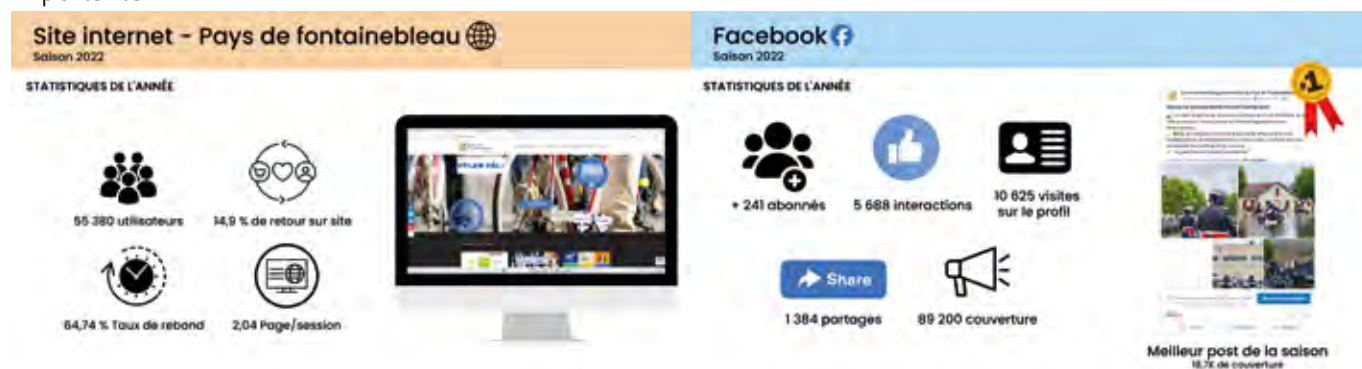 Site internet - Pays de fontainebleau
Saison 2022
STATISTIQUES DE L'ANNÉE
55 380 utilisateurs
14,9 % de retour sur site
64,74 % Taux de rebond
2,04 Page/session
Facebook
Saison 2022
STATISTIQUES DE L'ANNÉE
+ 241 abonnés
5 688 interactions
10 625 visites
sur le profil
Share
1 384 partages
89 200 couverture
1
Meilleur post de la saison
18,7K de couverture